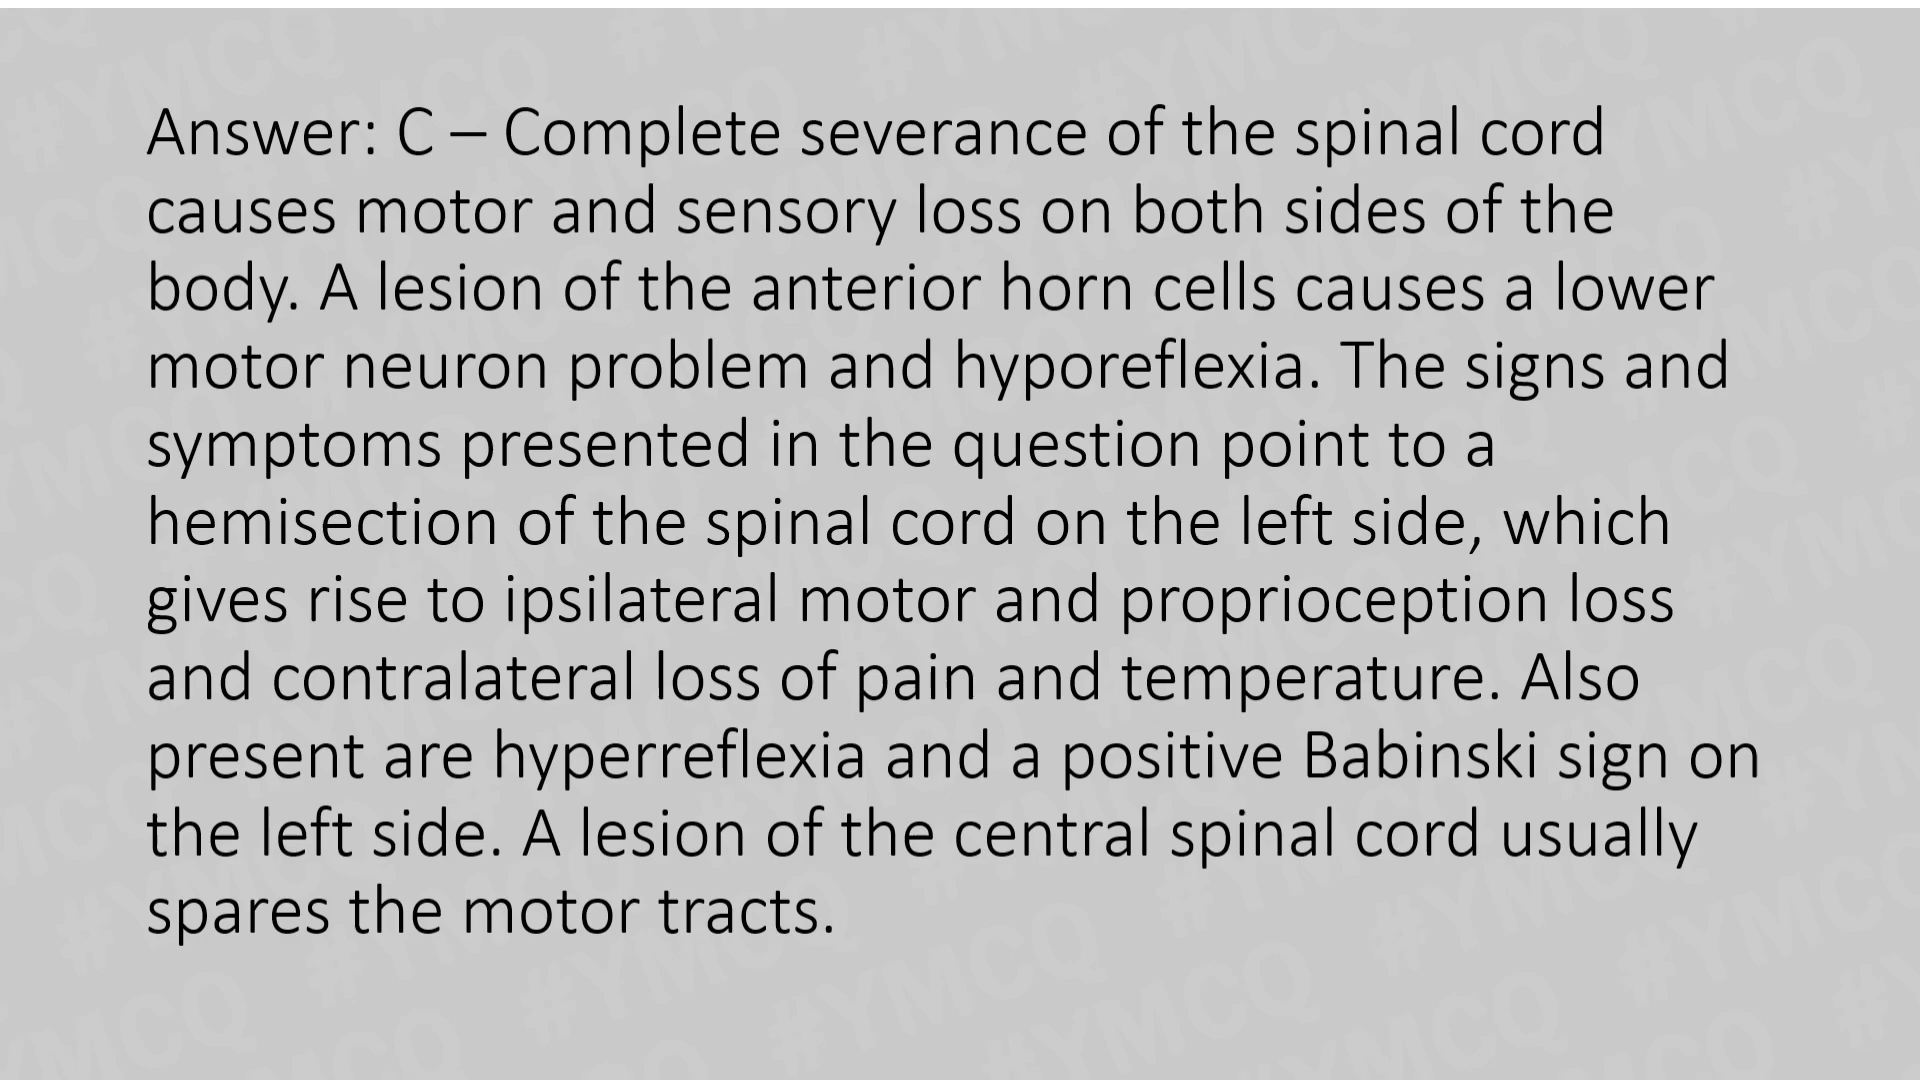 Answer: C – Complete severance of the spinal cord
causes motor and sensory loss on both sides of the
body. A lesion of the anterior horn cells causes a lower
motor neuron problem and hyporeflexia. The signs and
symptoms presented in the question point to a
hemisection of the spinal cord on the left side, which
gives rise to ipsilateral motor and proprioception loss
and contralateral loss of pain and temperature. Also
present are hyperreflexia and a positive Babinski sign on
the left side. A lesion of the central spinal cord usually
spares the motor tracts.
#YMCQ